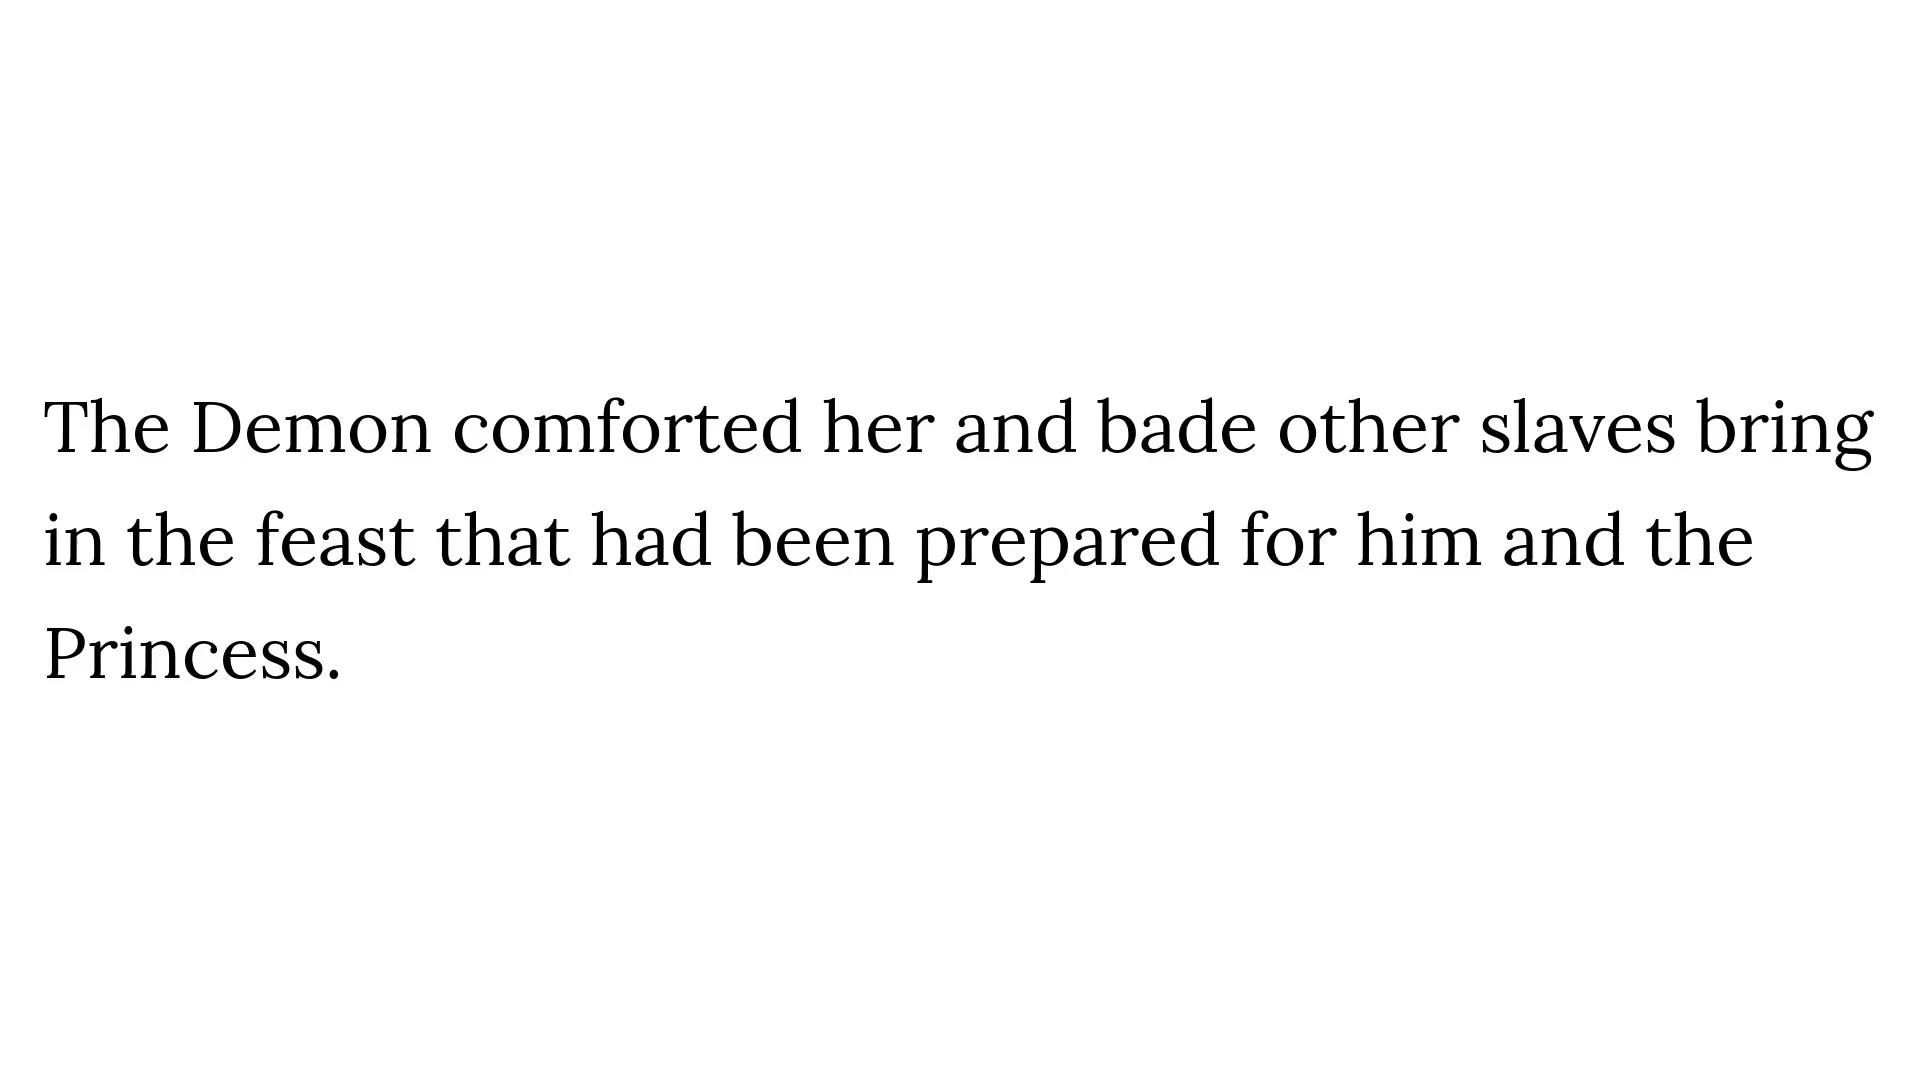 The Demon comforted her and bade other slaves bring
in the feast that had been prepared for him and the
Princess.